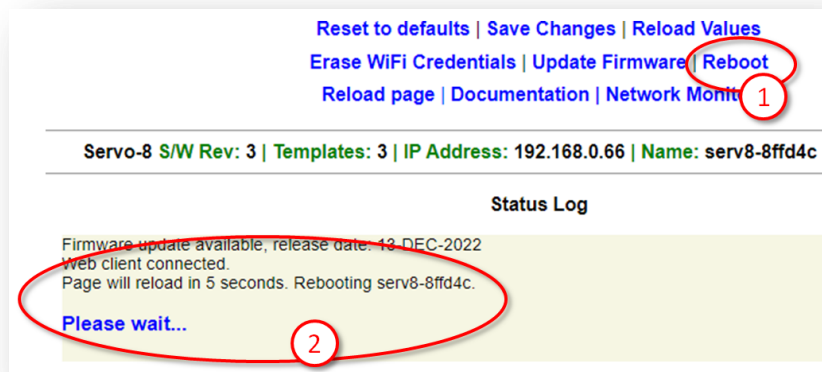 Reset to defaults | Save Changes | Reload Values
Erase WiFi Credentials | Update Firmware | Reboot
Reload page | Documentation | Network
1
Servo-8 S/W Rev: 3 | Templates: 3 | IP Address: 192.168.0.66 | Name: serv8-8ffd4c
Status Log
Firmware update available, release date: 13-DEC-2022
Web client connected.
Page will reload in 5 seconds. Rebooting serv8-8ffd4c.
Please wait...
2